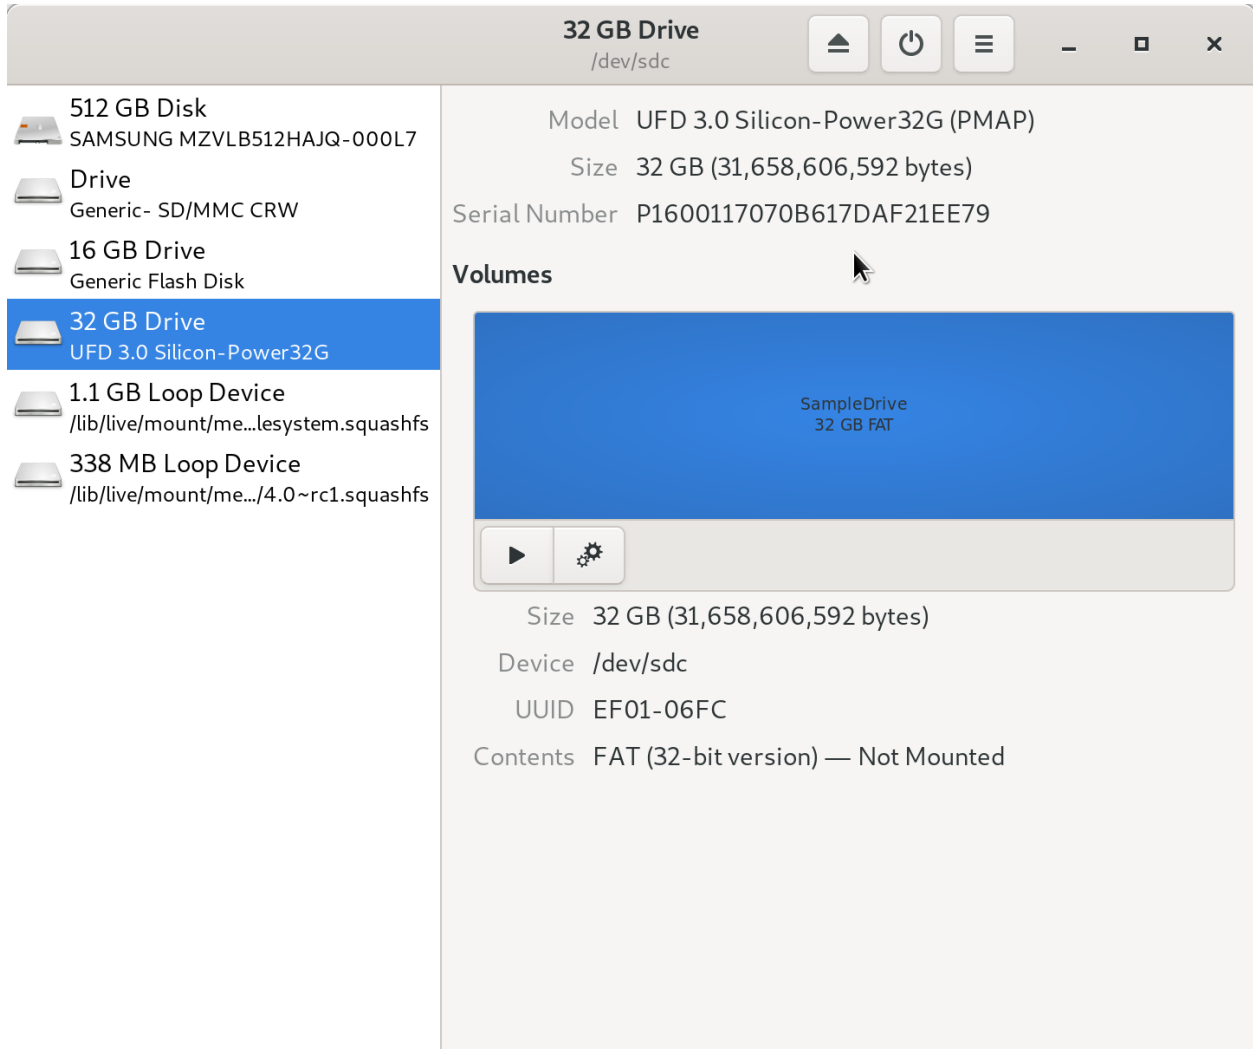 32 GB Drive
/dev/sdc
512 GB Disk
SAMSUNG MZVLB512HAJQ-000L7
Drive
Generic- SD/MMC CRW
16 GB Drive
Generic Flash Disk
32 GB Drive
UFD 3.0 Silicon-Power32G
1.1 GB Loop Device
/lib/live/mount/me...lesystem.squashfs
338 MB Loop Device
/lib/live/mount/me.../4.0~rc1.squashfs
Model UFD 3.0 Silicon-Power32G (PMAP)
Size 32 GB (31,658,606,592 bytes)
Serial Number P1600117070B617DAF21EE79
Volumes
SampleDrive
32 GB FAT
Size 32 GB (31,658,606,592 bytes)
Device /dev/sdc
UUID EF01-06FC
Contents FAT (32-bit version) — Not Mounted